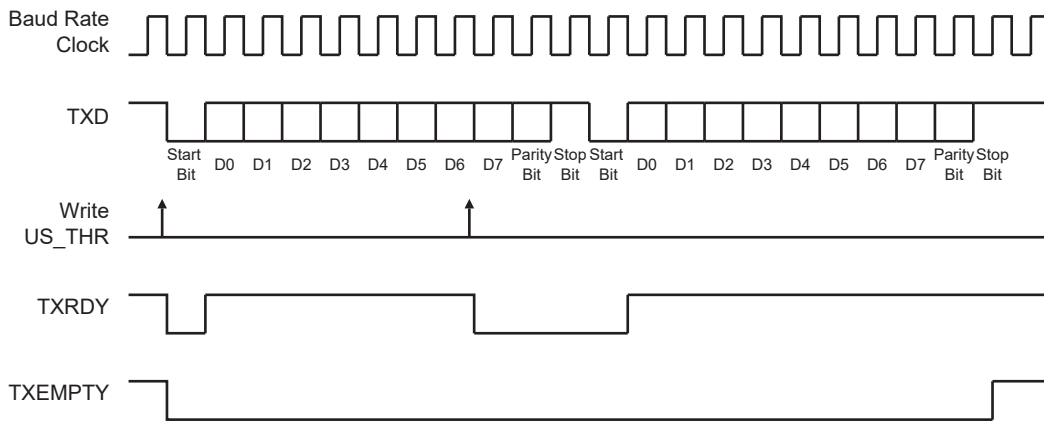 Baud Rate
Clock
TXD
Start Bit D0 D1 D2 D3 D4 D5 D6 D7 Parity Bit Stop Bit Start Bit D0 D1 D2 D3 D4 D5 D6 D7 Parity Bit Stop Bit
Write
US_THR
TXRDY
TXEMPTY